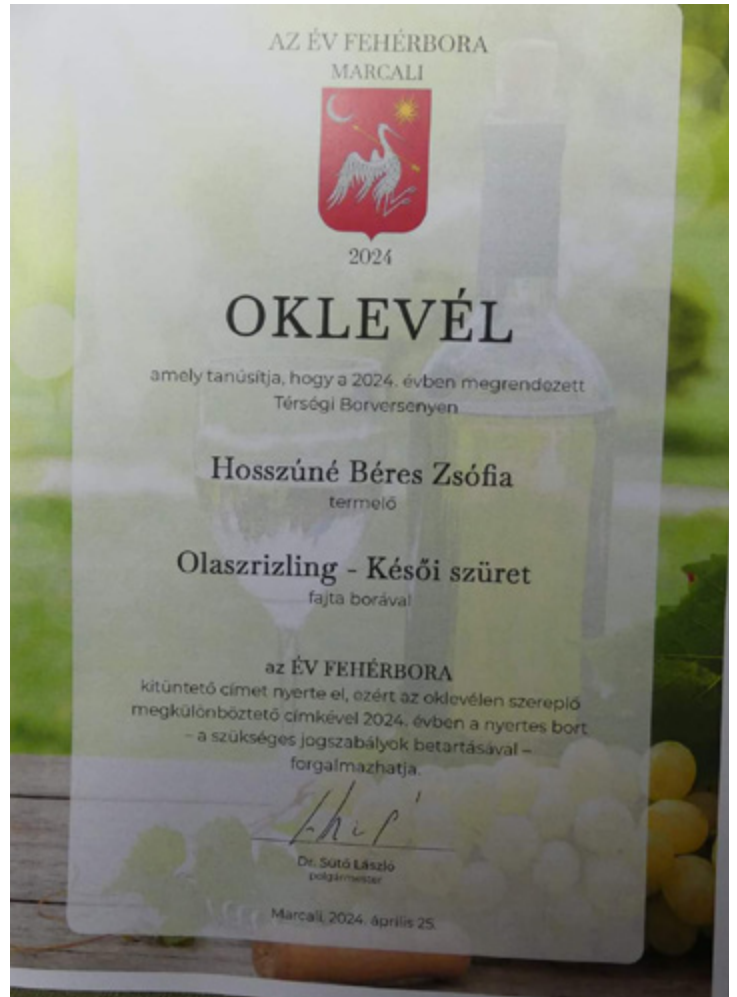 AZ ÉV FEHÉRBORA
MARCALI
2024
OKLEVÉL
amely tanúsítja, hogy a 2024. évben megrendezett
Térségi Borversenyen
Hosszúné Béres Zsófia
termelő
Olaszrizling - Késői szüret
fajta borával
az ÉV FEHÉRBORA
kitüntető címet nyerte el, ezért az oklevélen szereplő
megkülönböztető címkével 2024. évben a nyertes bort
– a szükséges jogszabályok betartásával –
forgalmazhatja.
Dr. Sütő László
polgármester
Marcali, 2024. április 25.